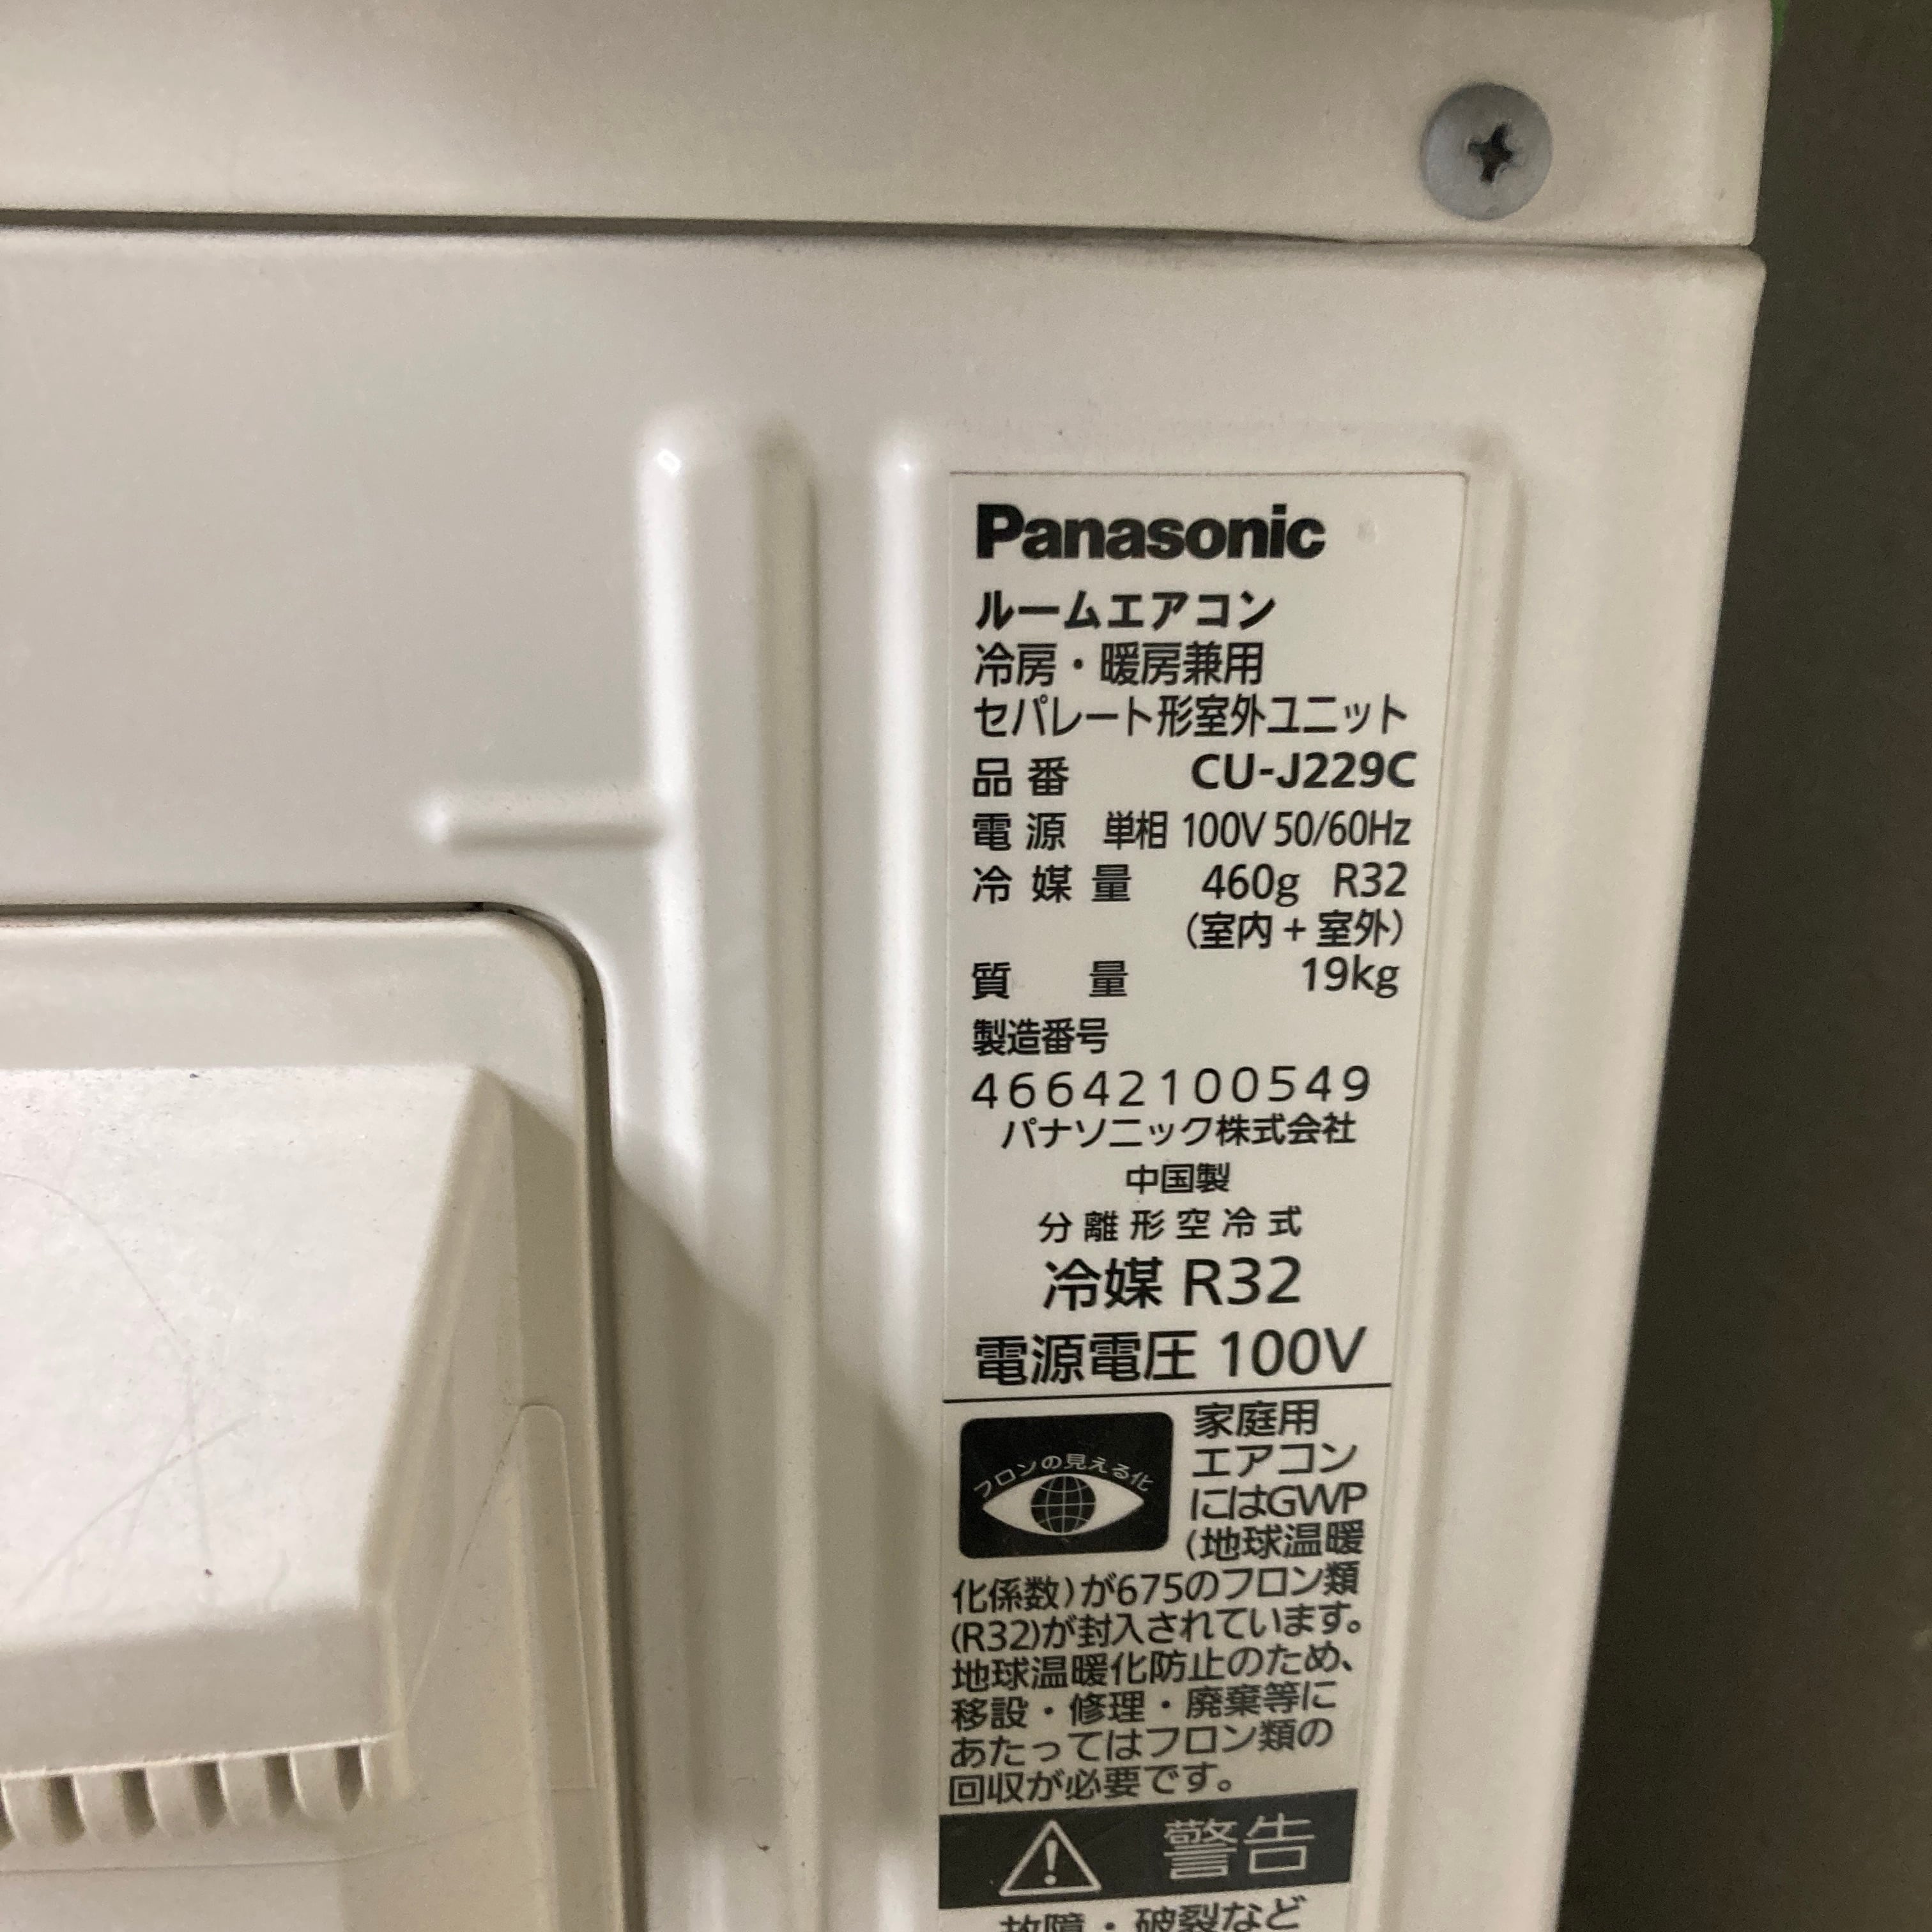 Panasonic
ルームエアコン
冷房・暖房兼用
セパレート形室外ユニット
品番 CU-J229C
電源 単相 100V 50/60Hz
冷媒量 460g R32
(室内+室外)
質量 19kg
製造番号
46642100549
パナソニック株式会社
中国製
分離形空冷式
冷媒 R32
電源電圧 100V
フロンの見える化
家庭用
エアコン
にはGWP
(地球温暖
化係数)が675のフロン類
(R32)が封入されています。
地球温暖化防止のため、
移設・修理・廃棄等に
あたってはフロン類の
回収が必要です。
警告
故障・破裂など